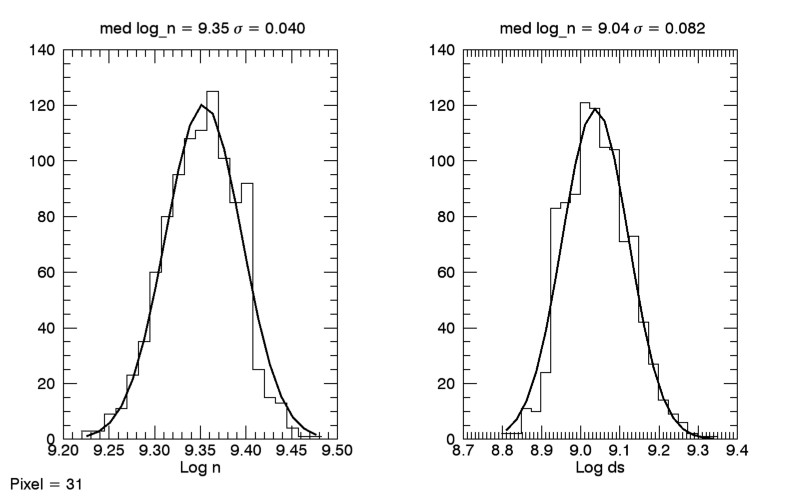 med log_n = 9.35 σ = 0.040
med log_n = 9.04 σ = 0.082
140
120
100
80
60
40
20
0
9.20 9.25 9.30 9.35 9.40 9.45 9.50
Log n
140
120
100
80
60
40
20
0
8.7 8.8 8.9 9.0 9.1 9.2 9.3 9.4
Log ds
Pixel = 31